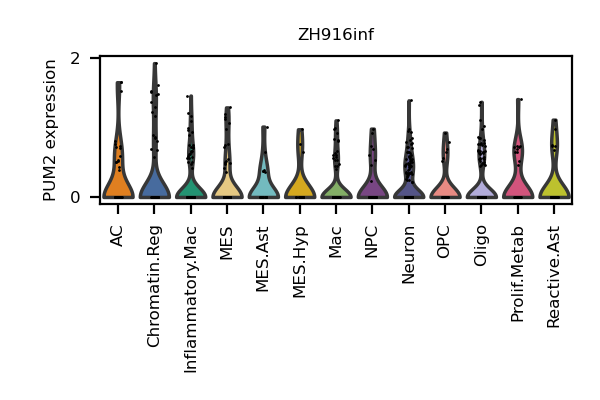 ZH916inf
PUM2 expression
2
0
AC
Chromatin.Reg
Inflammatory.Mac
MES
MES.Ast
MES.Hyp
Mac
NPC
Neuron
OPC
Oligo
Prolif.Metab
Reactive.Ast